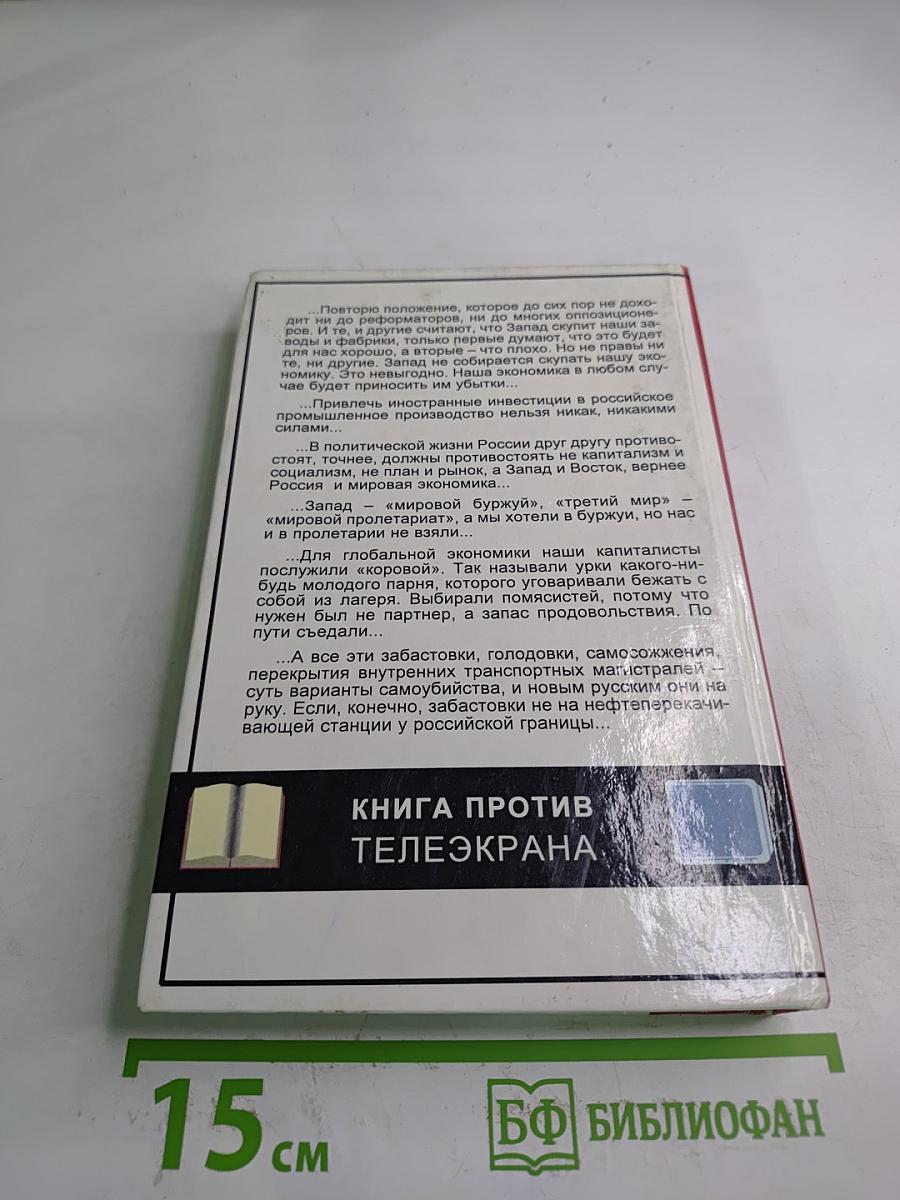 ...Повторю положение, которое до сих пор не дохо-
дит ни до реформаторов, ни до многих оппозиционе-
ров. И те, и другие считают, что Запад скупит наши за-
воды и фабрики, только первые думают, что это будет
для нас хорошо, а вторые – что плохо. Но не правы ни
те, ни другие. Запад не собирается скупать нашу эко-
номику. Это невыгодно. Наша экономика в любом слу-
чае будет приносить им убытки...
...Привлечь иностранные инвестиции в российское
промышленное производство нельзя никак, никакими
силами...
...В политической жизни России друг другу противо-
стоят, точнее, должны противостоять не капитализм и
социализм, не план и рынок, а Запад и Восток, вернее
Россия и мировая экономика...
...Запад – «мировой буржуй», «третий мир» –
«мировой пролетариат», а мы хотели в буржуи, но нас
и в пролетарии не взяли...
...Для глобальной экономики наши капиталисты
послужили «коровой». Так называли урки какого-ни-
будь молодого парня, которого уговаривали бежать с
собой из лагеря. Выбирали помясистей, потому что
нужен был не партнер, а запас продовольствия. По
пути съедали...
...А все эти забастовки, голодовки, самосожжения,
перекрытия внутренних транспортных магистралей –
суть варианты самоубийства, и новым русским они на
руку. Если, конечно, забастовки не на нефтеперекачи-
вающей станции у российской границы...
КНИГА ПРОТИВ
ТЕЛЕЭКРАНА
15 см
БФ БИБЛИОФАН